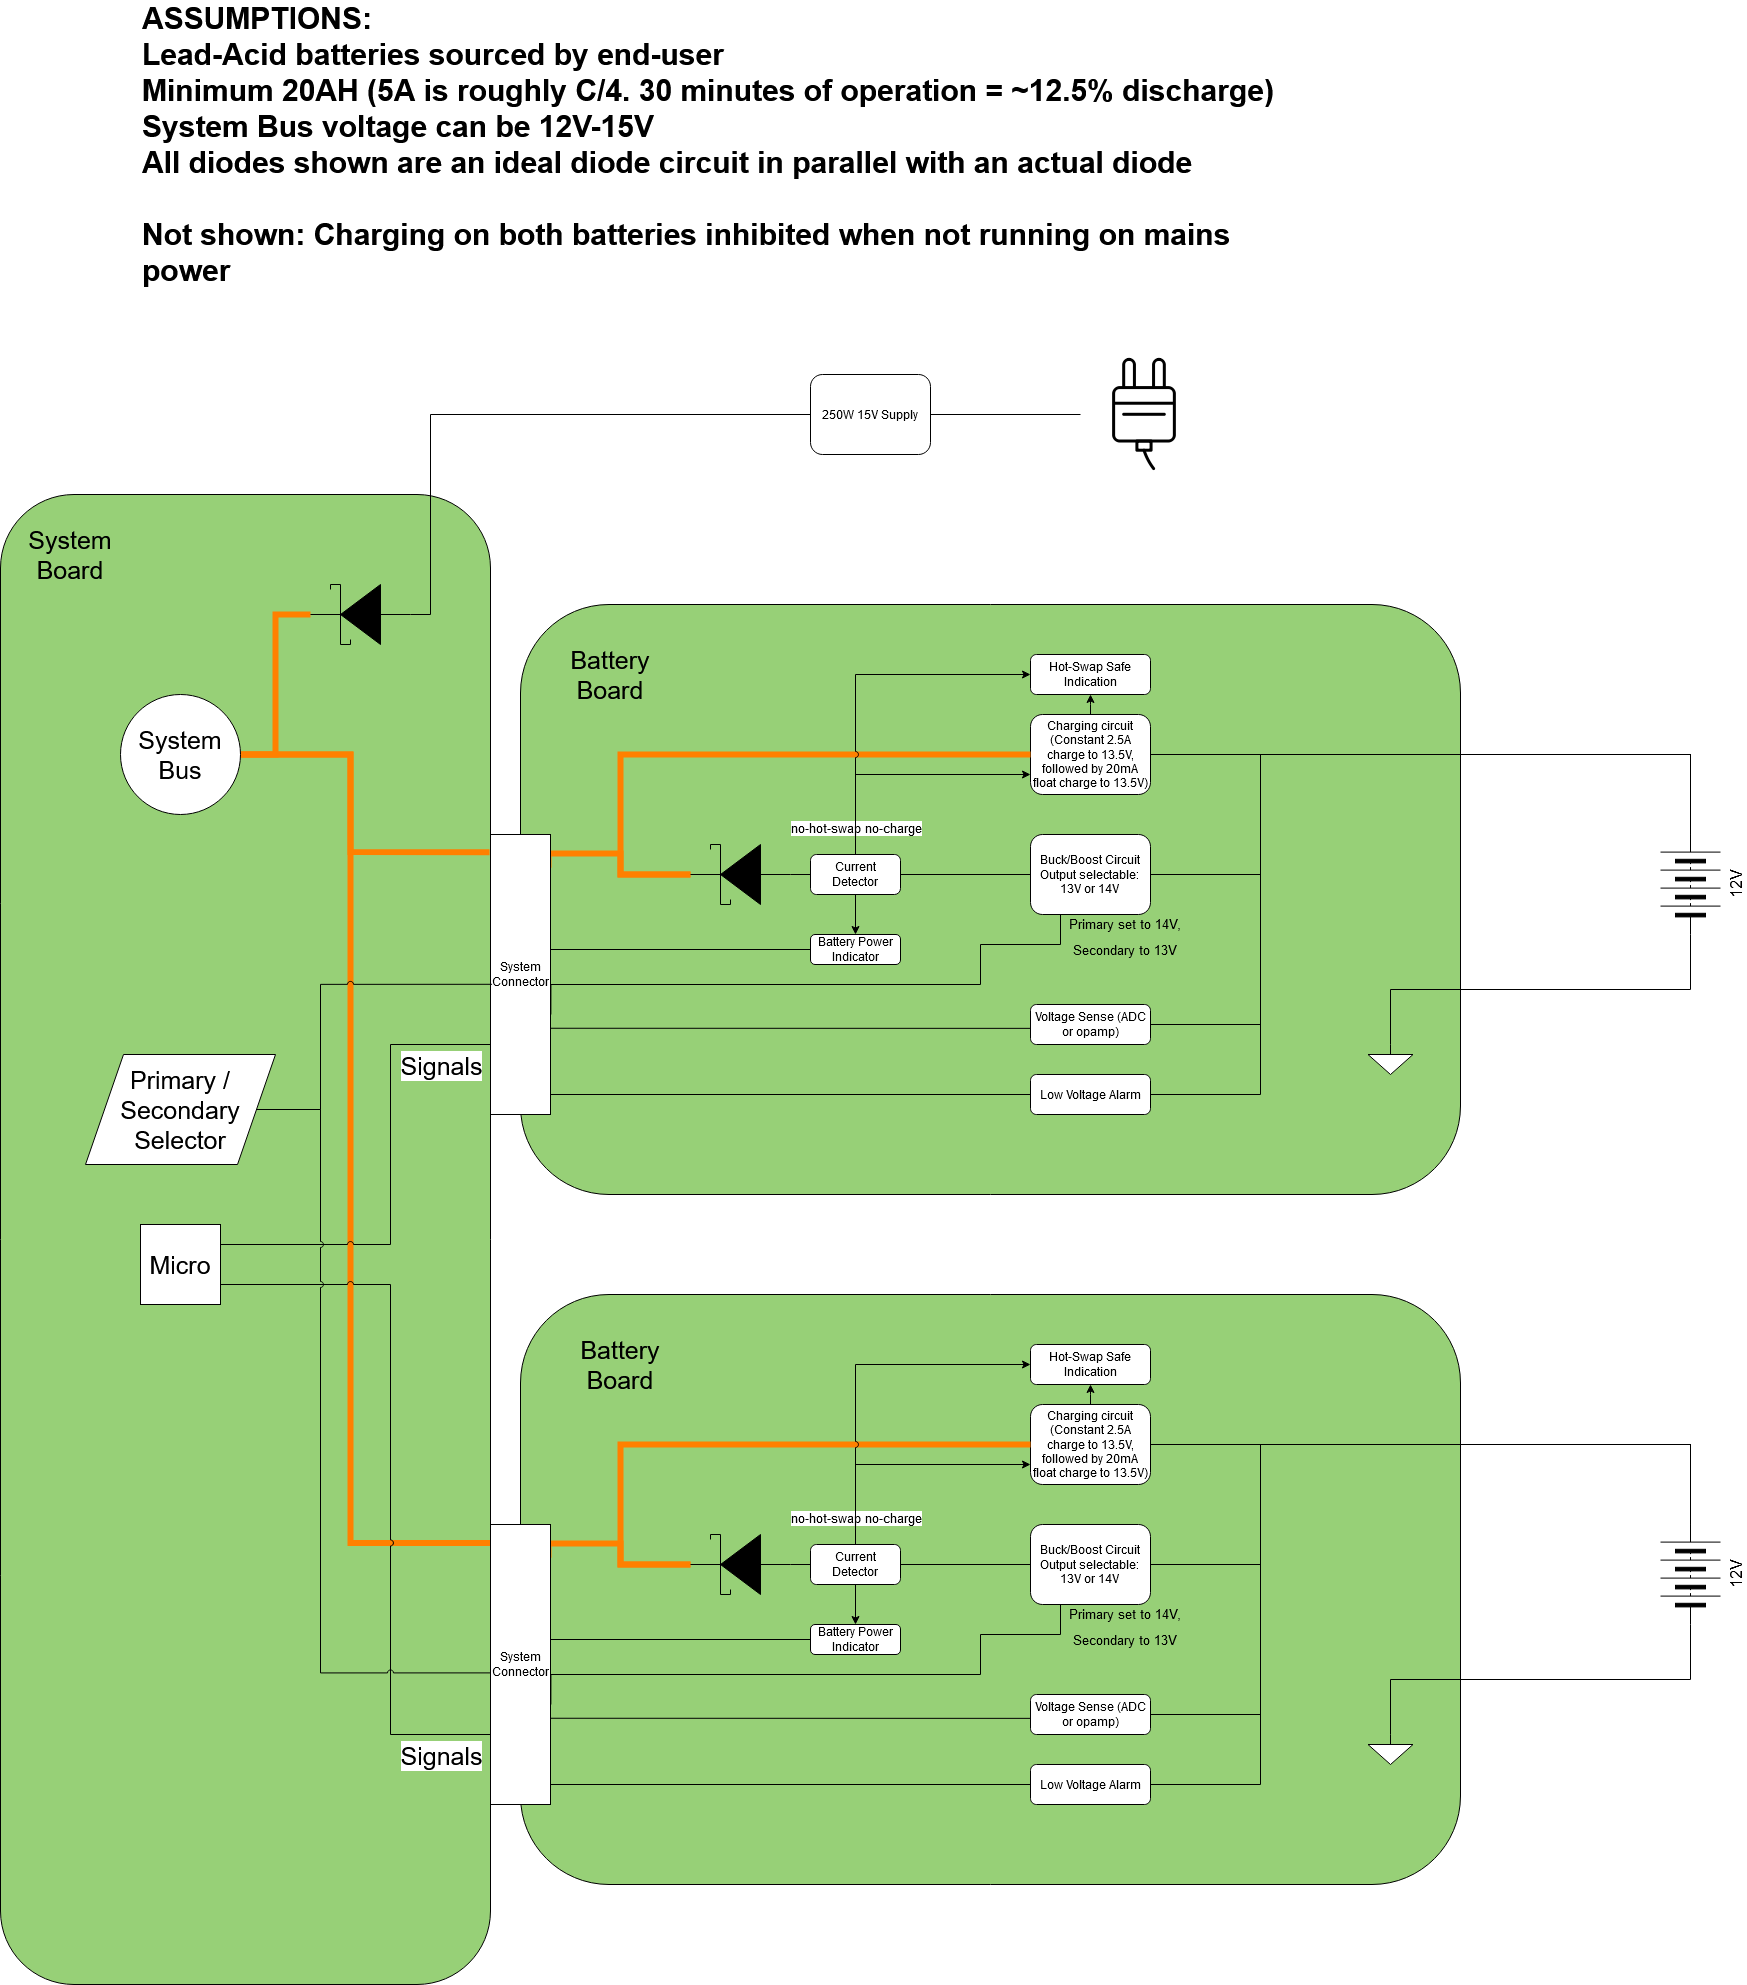 ASSUMPTIONS:
Lead-Acid batteries sourced by end-user
Minimum 20AH (5A is roughly C/4. 30 minutes of operation = ~12.5% discharge)
System Bus voltage can be 12V-15V
All diodes shown are an ideal diode circuit in parallel with an actual diode
Not shown: Charging on both batteries inhibited when not running on mains
power
250W 15V Supply
System
Board
System
Bus
Primary /
Secondary
Selector
Micro
Signals
Signals
Battery
Board
Hot-Swap Safe
Indication
Charging circuit
(Constant 2.5A
charge to 13.5V,
followed by 20mA
float charge to 13.5V)
no-hot-swap no-charge
Current
Detector
Buck/Boost Circuit
Output selectable:
13V or 14V
Primary set to 14V,
Secondary to 13V
Battery Power
Indicator
System
Connector
Voltage Sense (ADC
or opamp)
Low Voltage Alarm
12V
Battery
Board
Hot-Swap Safe
Indication
Charging circuit
(Constant 2.5A
charge to 13.5V,
followed by 20mA
float charge to 13.5V)
no-hot-swap no-charge
Current
Detector
Buck/Boost Circuit
Output selectable:
13V or 14V
Primary set to 14V,
Secondary to 13V
Battery Power
Indicator
System
Connector
Voltage Sense (ADC
or opamp)
Low Voltage Alarm
12V